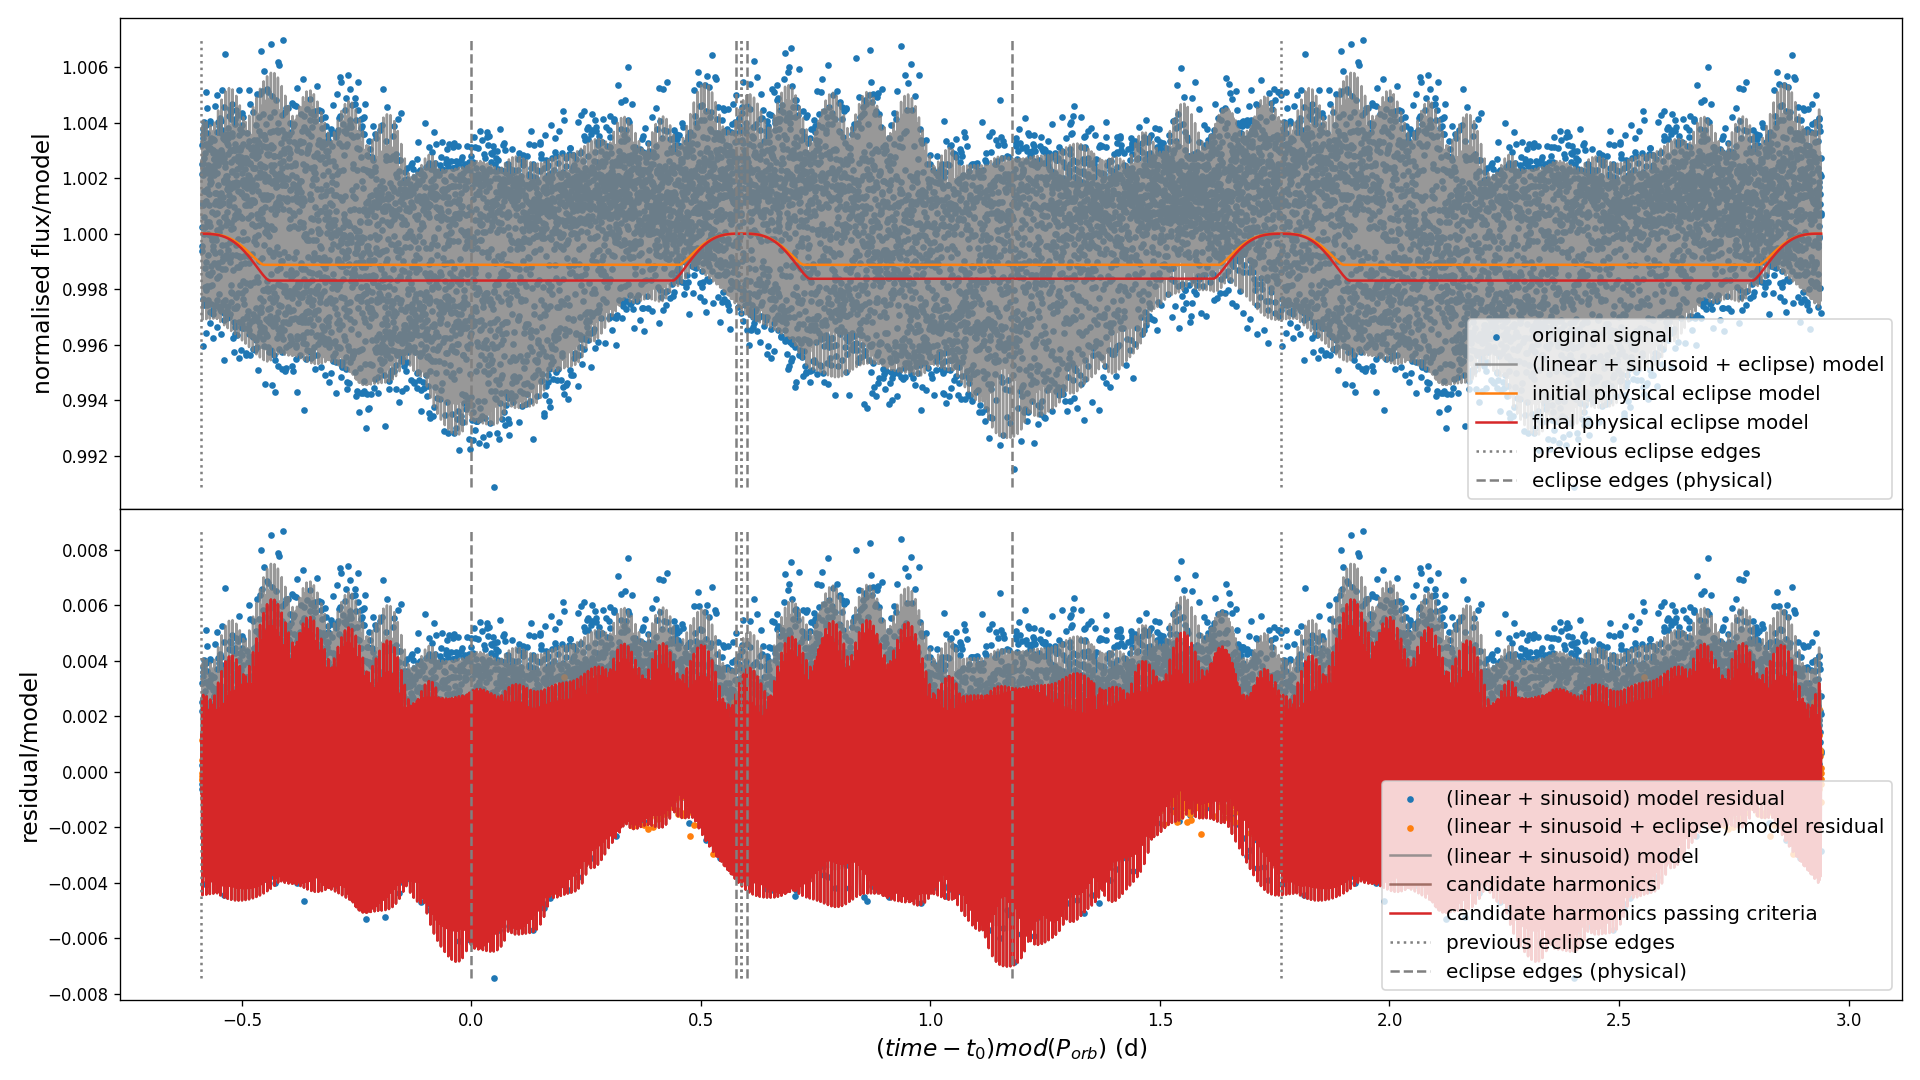 normalised flux/model
1.006
1.004
1.002
1.000
0.998
0.996
0.994
0.992
original signal
(linear + sinusoid + eclipse) model
initial physical eclipse model
final physical eclipse model
previous eclipse edges
eclipse edges (physical)
residual/model
0.008
0.006
0.004
0.002
0.000
−0.002
−0.004
−0.006
−0.008
(linear + sinusoid) model residual
(linear + sinusoid + eclipse) model residual
(linear + sinusoid) model
candidate harmonics
candidate harmonics passing criteria
previous eclipse edges
eclipse edges (physical)
−0.5 0.0 0.5 1.0 1.5 2.0 2.5 3.0
(time − t₀)mod(P_orb) (d)